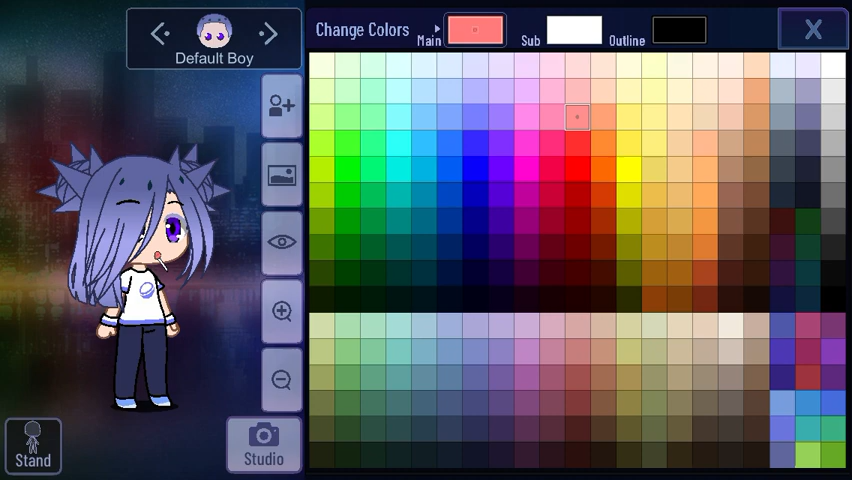 Default Boy
Change Colors
Main
Sub
Outline
X
Stand
Studio